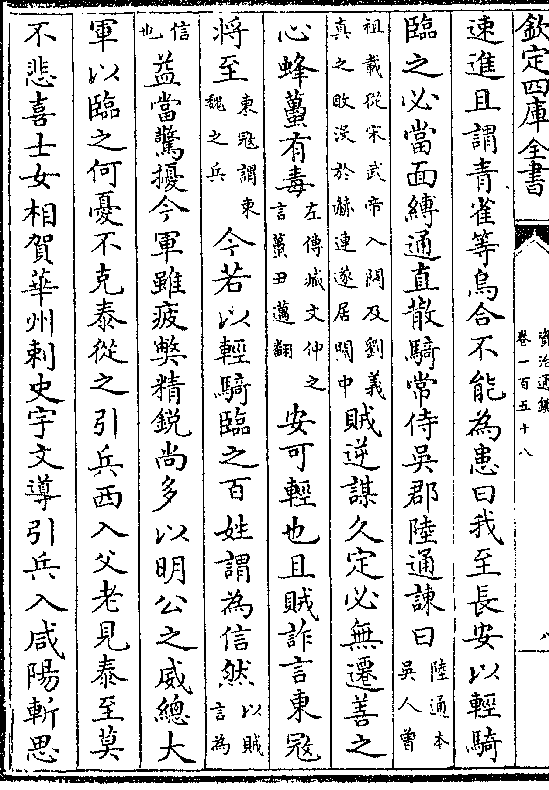 欽定四庫全書
資治通鑑
卷一百五十八
八
速進且謂青雀等烏合不能為患曰我至長安以輕騎
臨之必當面縛通直散騎常侍吳郡陸通諫曰
陸通本
吳人曾
祖載從宋武帝入關及劉義
真之敗沒於赫連遂居關中
賊逆謀久定必無遷善之
心蜂蠆有毒
左傳臧文仲之
言蠆丑邁翻
安可輕也且賊詐言東冦
將至
東冦謂東
魏之兵
今若以輕騎臨之百姓謂為信然
以賊
言為
信
也
益當驚擾今軍雖疲弊精鋭尚多以明公之威總大
軍以臨之何憂不克泰從之引兵西入父老見泰至莫
不悲喜士女相賀華州刺史宇文導引兵入咸陽斬思